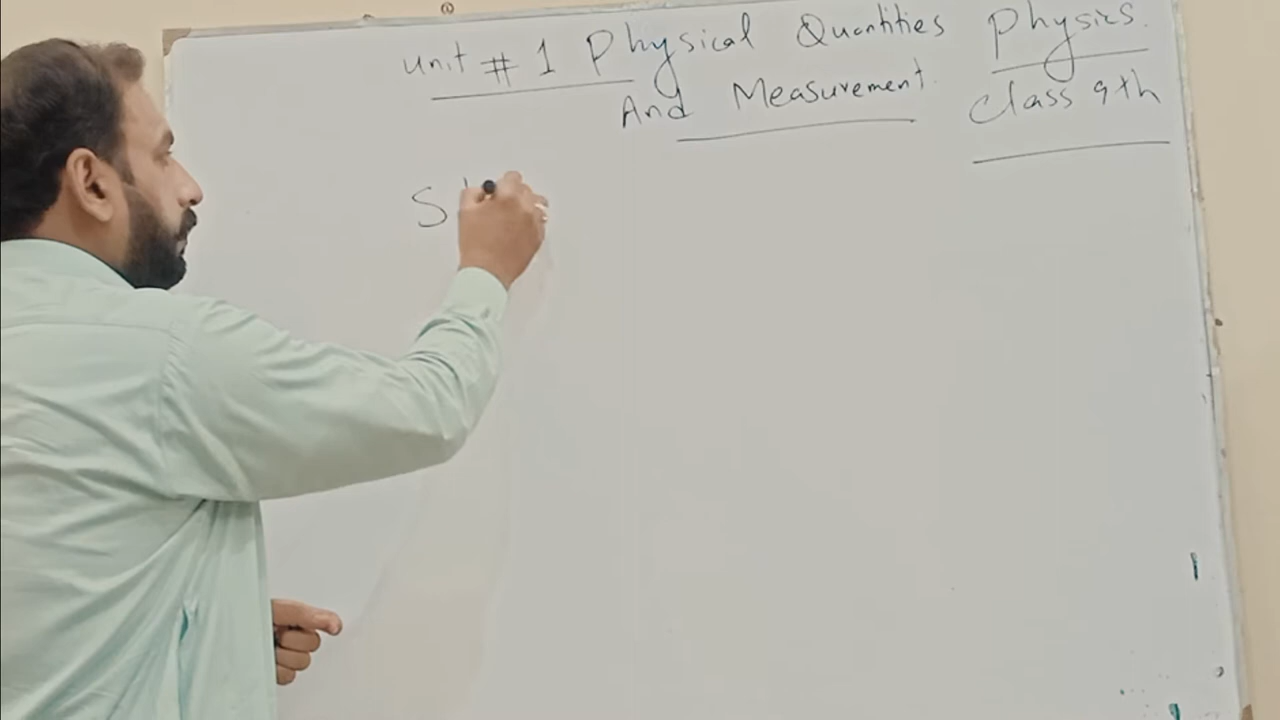 Unit # 1 Physical Quantities
And Measurement.
Physics.
Class 9th
S